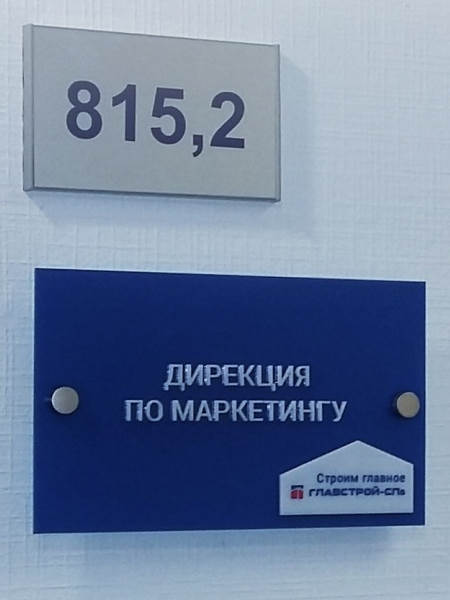 815,2
ДИРЕКЦИЯ
ПО МАРКЕТИНГУ
Строим главное
ГЛАВСТРОЙ-СПб